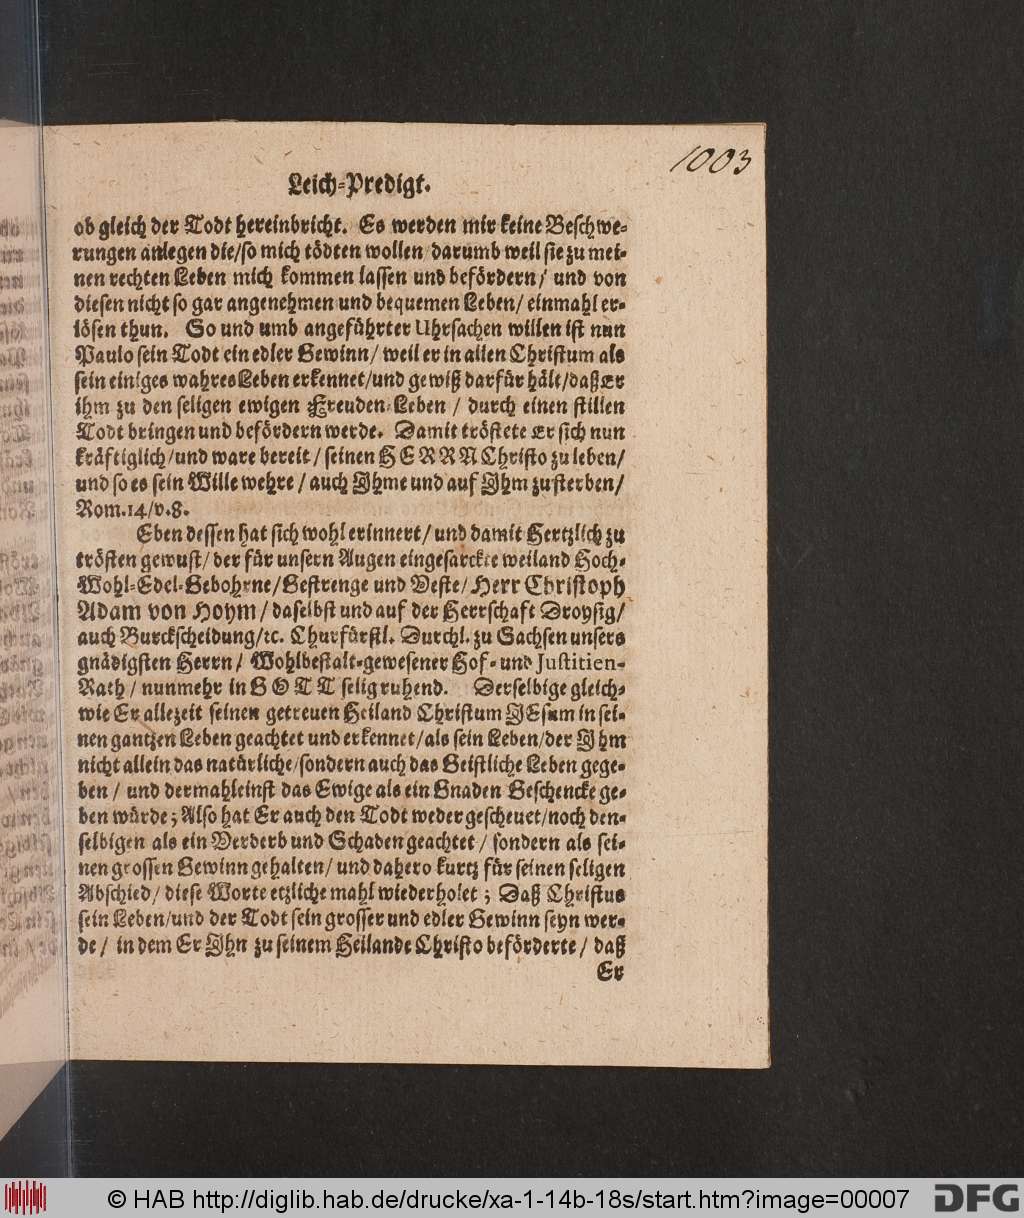 1003
Leich-Predigt.
ob gleich der Todt hereinbricht. Es werden mir keine Beschwe-
rungen anlegen die/so mich tödten wollen/darumb weil sie zu mei-
nen rechten Leben mich kommen lassen und befördern/ und von
diesen nicht so gar angenehmen und bequemen Leben/ einmahl er-
lösen thun. So und umb angeführter Uhrsachen willen ist nun
Paulo sein Todt ein edler Gewinn/ weil er in allen Christum als
sein einiges wahres Leben erkennet/und gewiß darfür hält/daß Er
ihm zu den seligen ewigen Freuden-Leben / durch einen stillen
Todt bringen und befördern werde. Damit tröstete Er sich nun
kräftiglich/und ware bereit/ seinen HERRN Christo zu leben/
und so es sein Wille wehre / auch Ihme und auf Ihm zu sterben/
Rom.14/v.8.
Eben dessen hat sich wohl erinnert/ und damit Hertzlich zu
trösten gewust/ der für unsern Augen eingesarckte weiland Hoch-
Wohl-Edel-Gebohrne/Gestrenge und Veste/ Herr Christoph
Adam von Hoym / daselbst und auf der Herrschaft Droysig/
auch Burckscheidung/ꝛc. Churfürstl. Durchl. zu Sachsen unsers
gnädigsten Herrn/ Wohlbestalt-gewesener Hof- und Justitien-
Rath / nunmehr in GOTT selig ruhend. Derselbige gleich-
wie Er allezeit seinen getreuen Heiland Christum JEsum in sei-
nen gantzen Leben geachtet und erkennet/als sein Leben/der Ihm
nicht allein das natürliche/sondern auch das Geistliche Leben gege-
ben / und dermahleinst das Ewige als ein Gnaden Geschencke ge-
ben würde; Also hat Er auch den Todt weder gescheuet/noch den-
selbigen als ein Verderb und Schaden geachtet / sondern als sei-
nen grossen Gewinn gehalten/ und dahero kurtz für seinen seligen
Abschied/ diese Worte etzliche mahl wiederholet; Daß Christus
sein Leben/und der Todt sein grosser und edler Gewinn seyn wer-
de/ in dem Er Ihn zu seinem Heilande Christo beförderte/ daß
Er
© HAB http://diglib.hab.de/drucke/xa-1-14b-18s/start.htm?image=00007
DFG